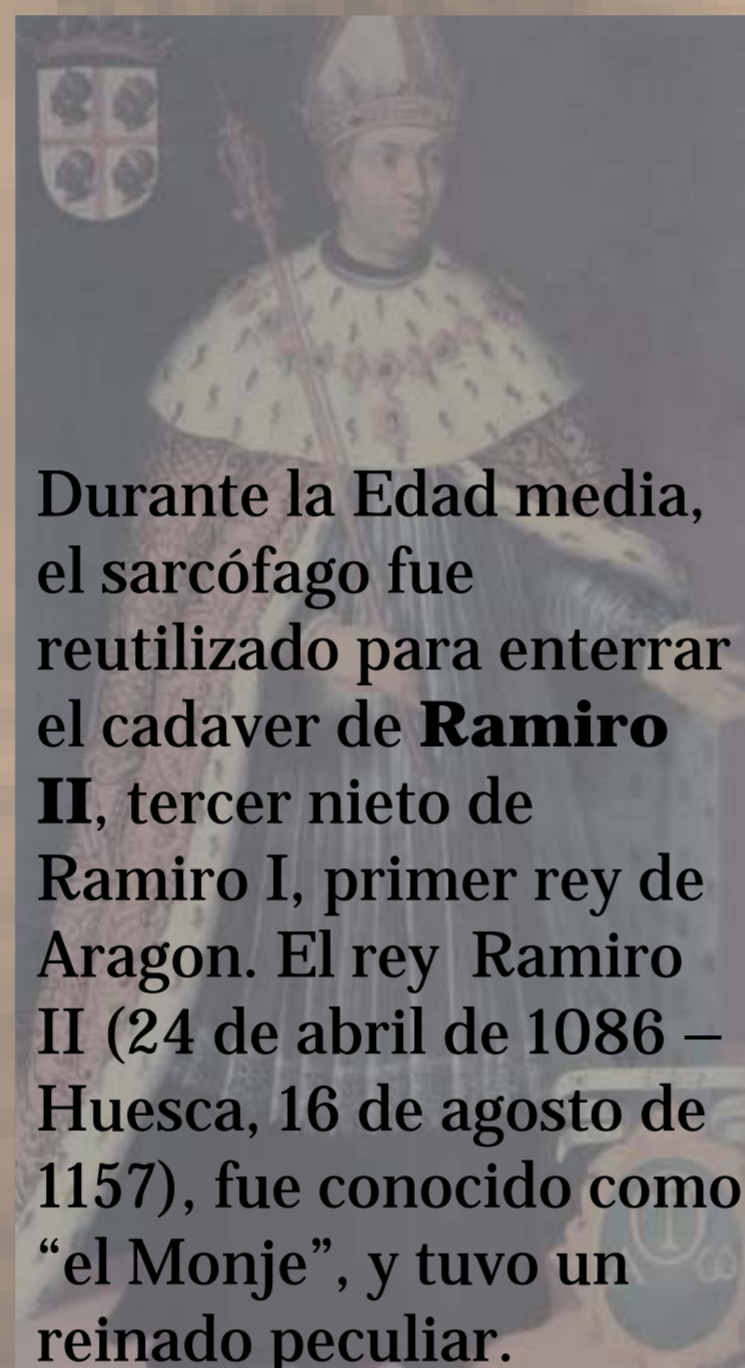 Durante la Edad media,
el sarcófago fue
reutilizado para enterrar
el cadaver de Ramiro
II, tercer nieto de
Ramiro I, primer rey de
Aragon. El rey  Ramiro
II (24 de abril de 1086 –
Huesca, 16 de agosto de
1157), fue conocido como
“el Monje”, y tuvo un
reinado peculiar.